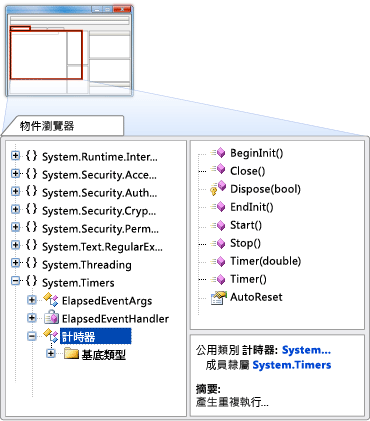 物件瀏覽器
{} System.Runtime.Inter...
{} System.Security.Acce...
{} System.Security.Auth...
{} System.Security.Cryp...
{} System.Security.Perm...
{} System.Text.RegularEx...
{} System.Threading
{} System.Timers
ElapsedEventArgs
ElapsedEventHandler
計時器
基底類型
BeginInit()
Close()
Dispose(bool)
EndInit()
Start()
Stop()
Timer(double)
Timer()
AutoReset
公用類別 計時器: System...
成員隸屬 System.Timers
摘要:
產生重複執行...